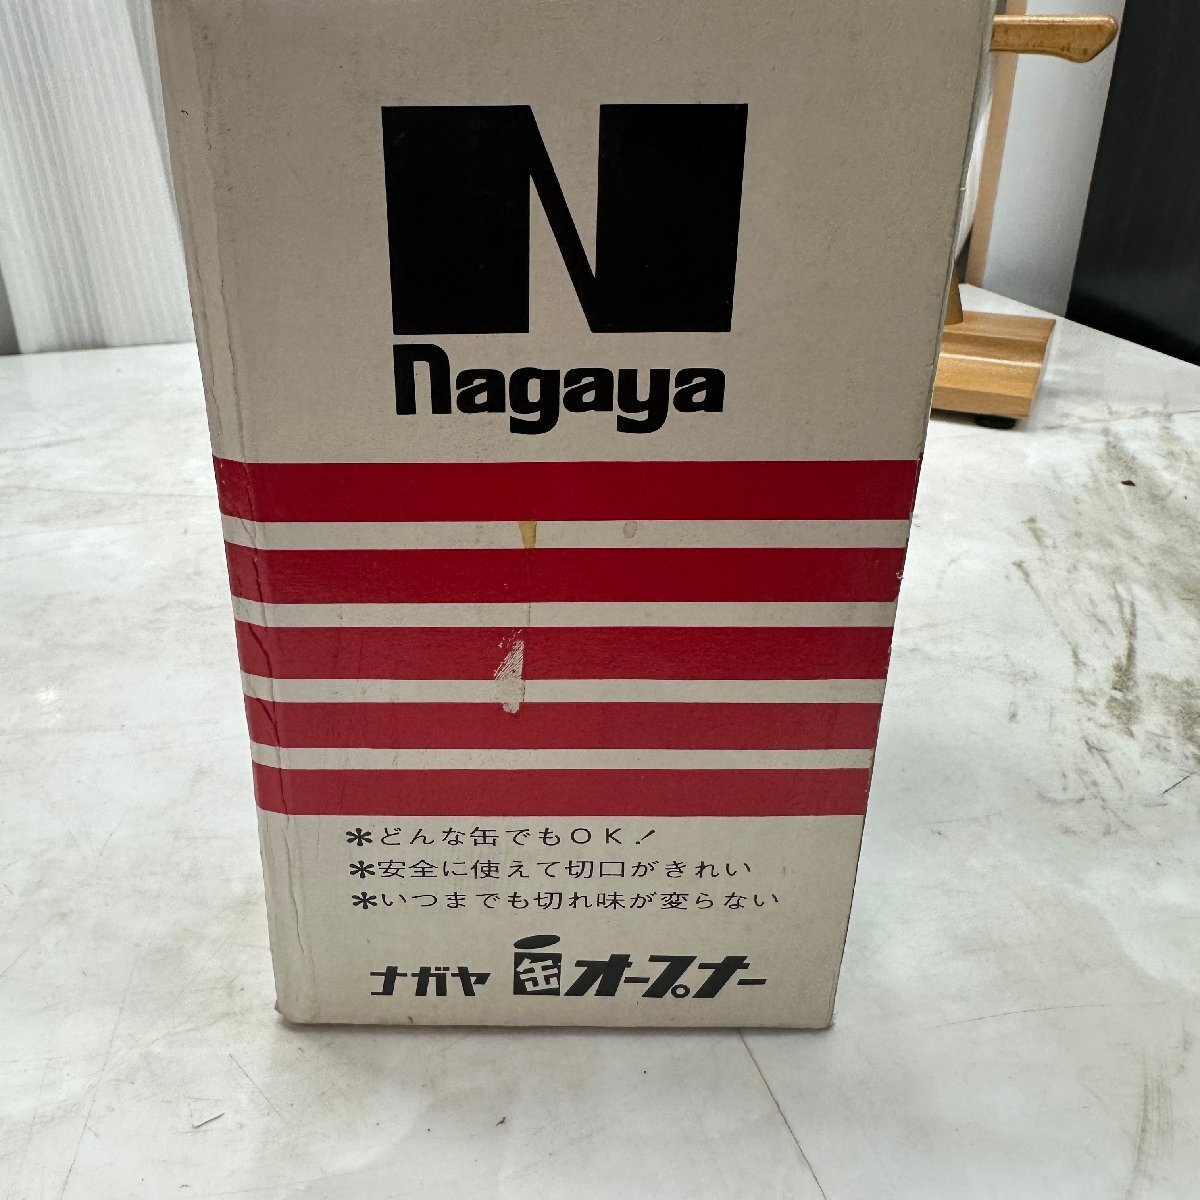 N
nagaya
＊どんな缶でもOK！
＊安全に使えて切口がきれい
＊いつまでも切れ味が変らない
ナガヤ 缶オープナー